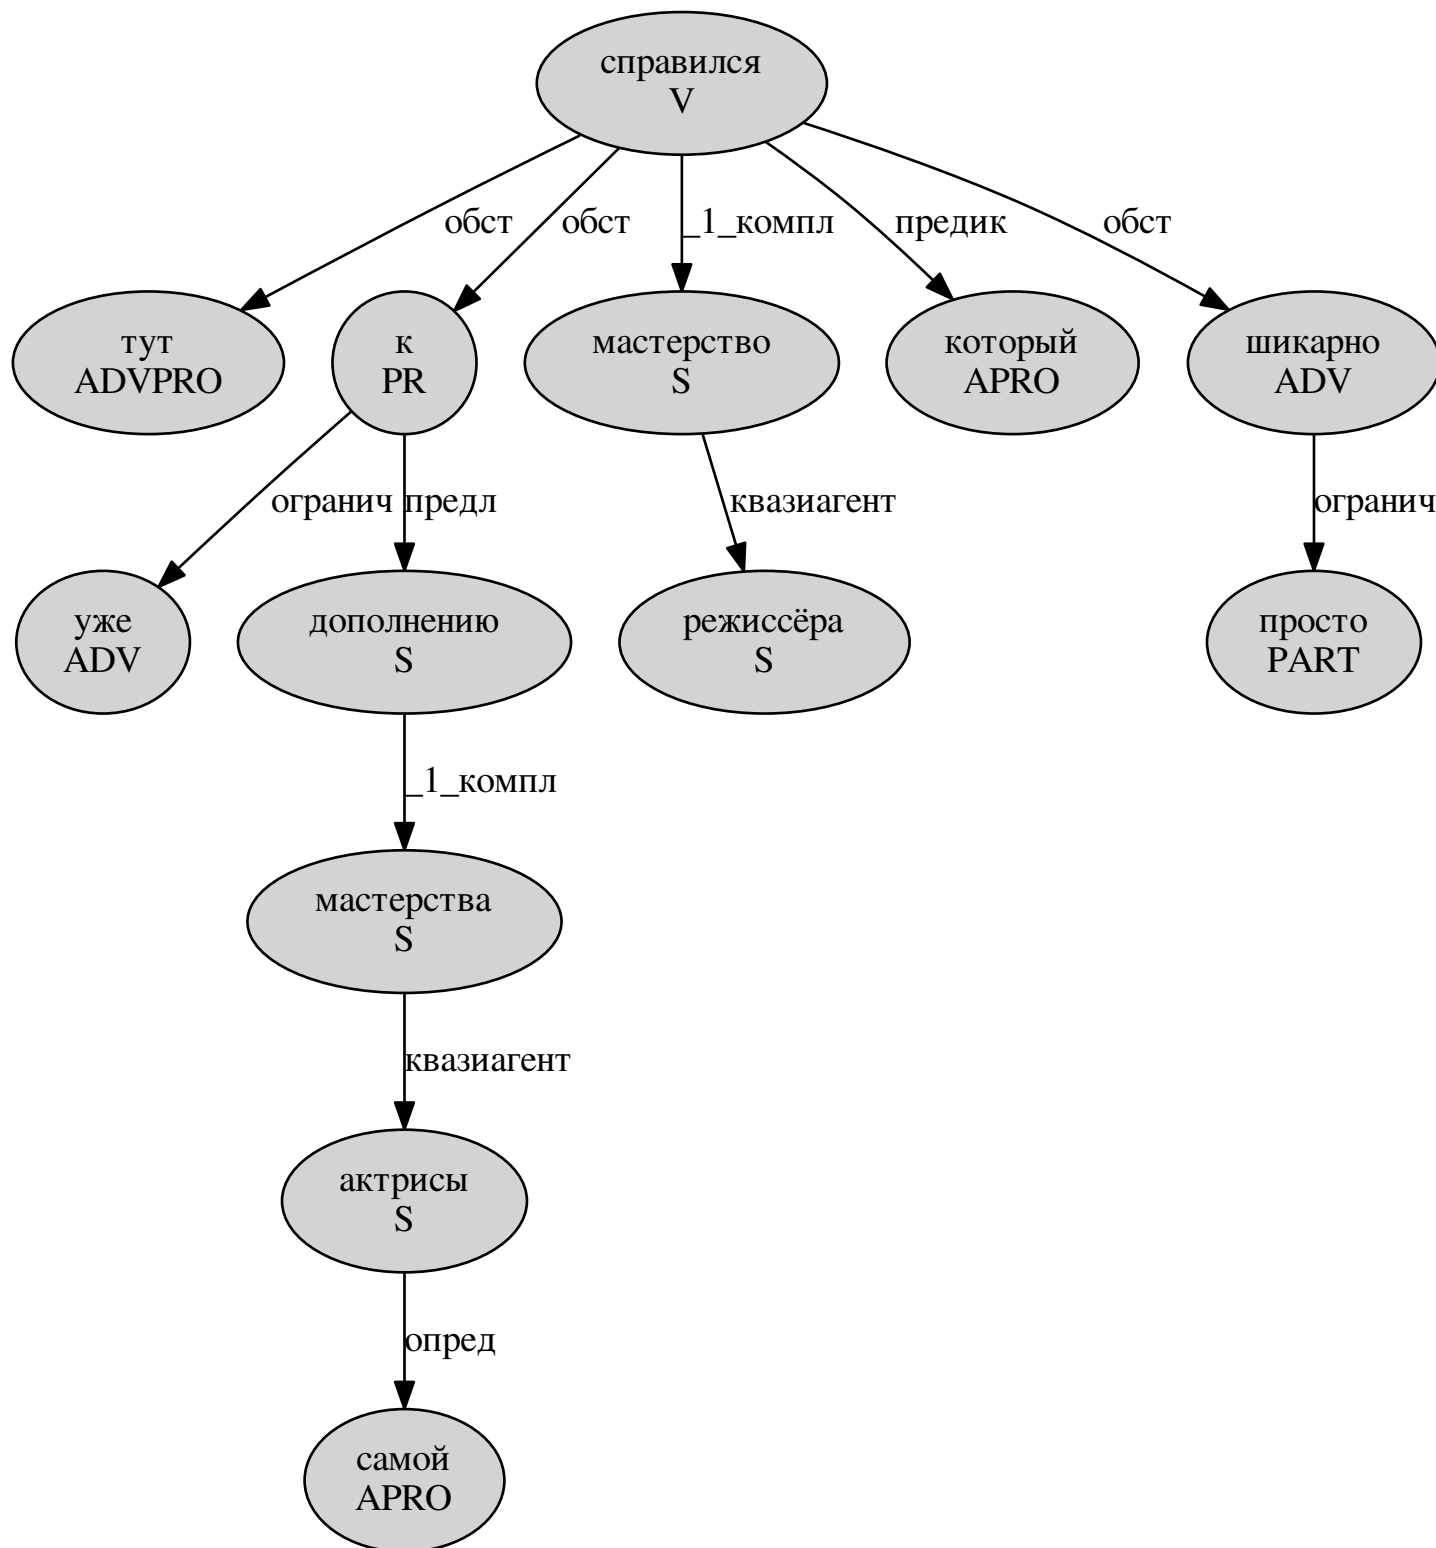 справился
V
обст
обст
_1_компл
предик
обст
тут
ADVPRO
к
PR
мастерство
S
который
APRO
шикарно
ADV
огранич
предл
квазиагент
огранич
уже
ADV
дополнению
S
режиссёра
S
просто
PART
_1_компл
мастерства
S
квазиагент
актрисы
S
опред
самой
APRO